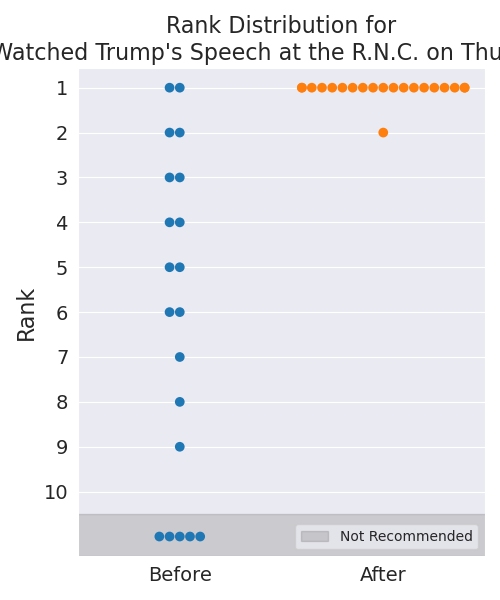 Rank Distribution for
Watched Trump's Speech at the R.N.C. on Thu
1
2
3
4
5
6
7
8
9
10
Rank
Not Recommended
Before After